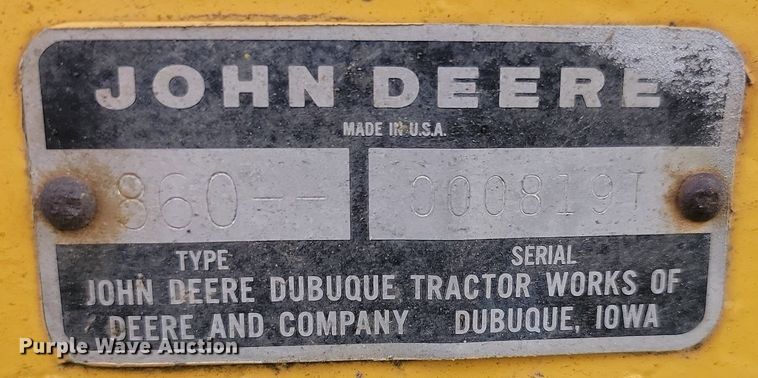 JOHN DEERE
MADE IN U.S.A.
860-- 000819T
TYPE SERIAL
JOHN DEERE DUBUQUE TRACTOR WORKS OF
DEERE AND COMPANY DUBUQUE, IOWA
Purple Wave Auction